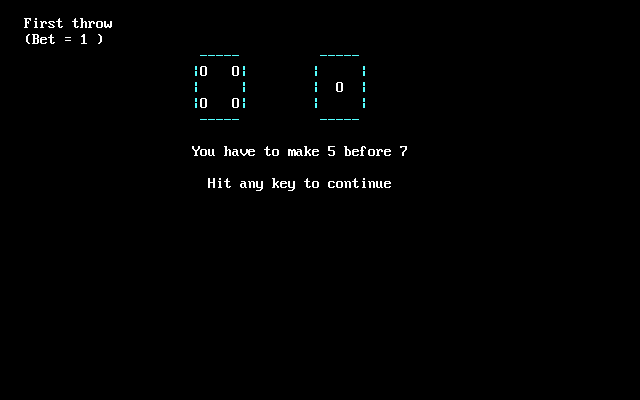 First throw
(Bet = 1 )
O O O
O O O
You have to make 5 before 7
Hit any key to continue